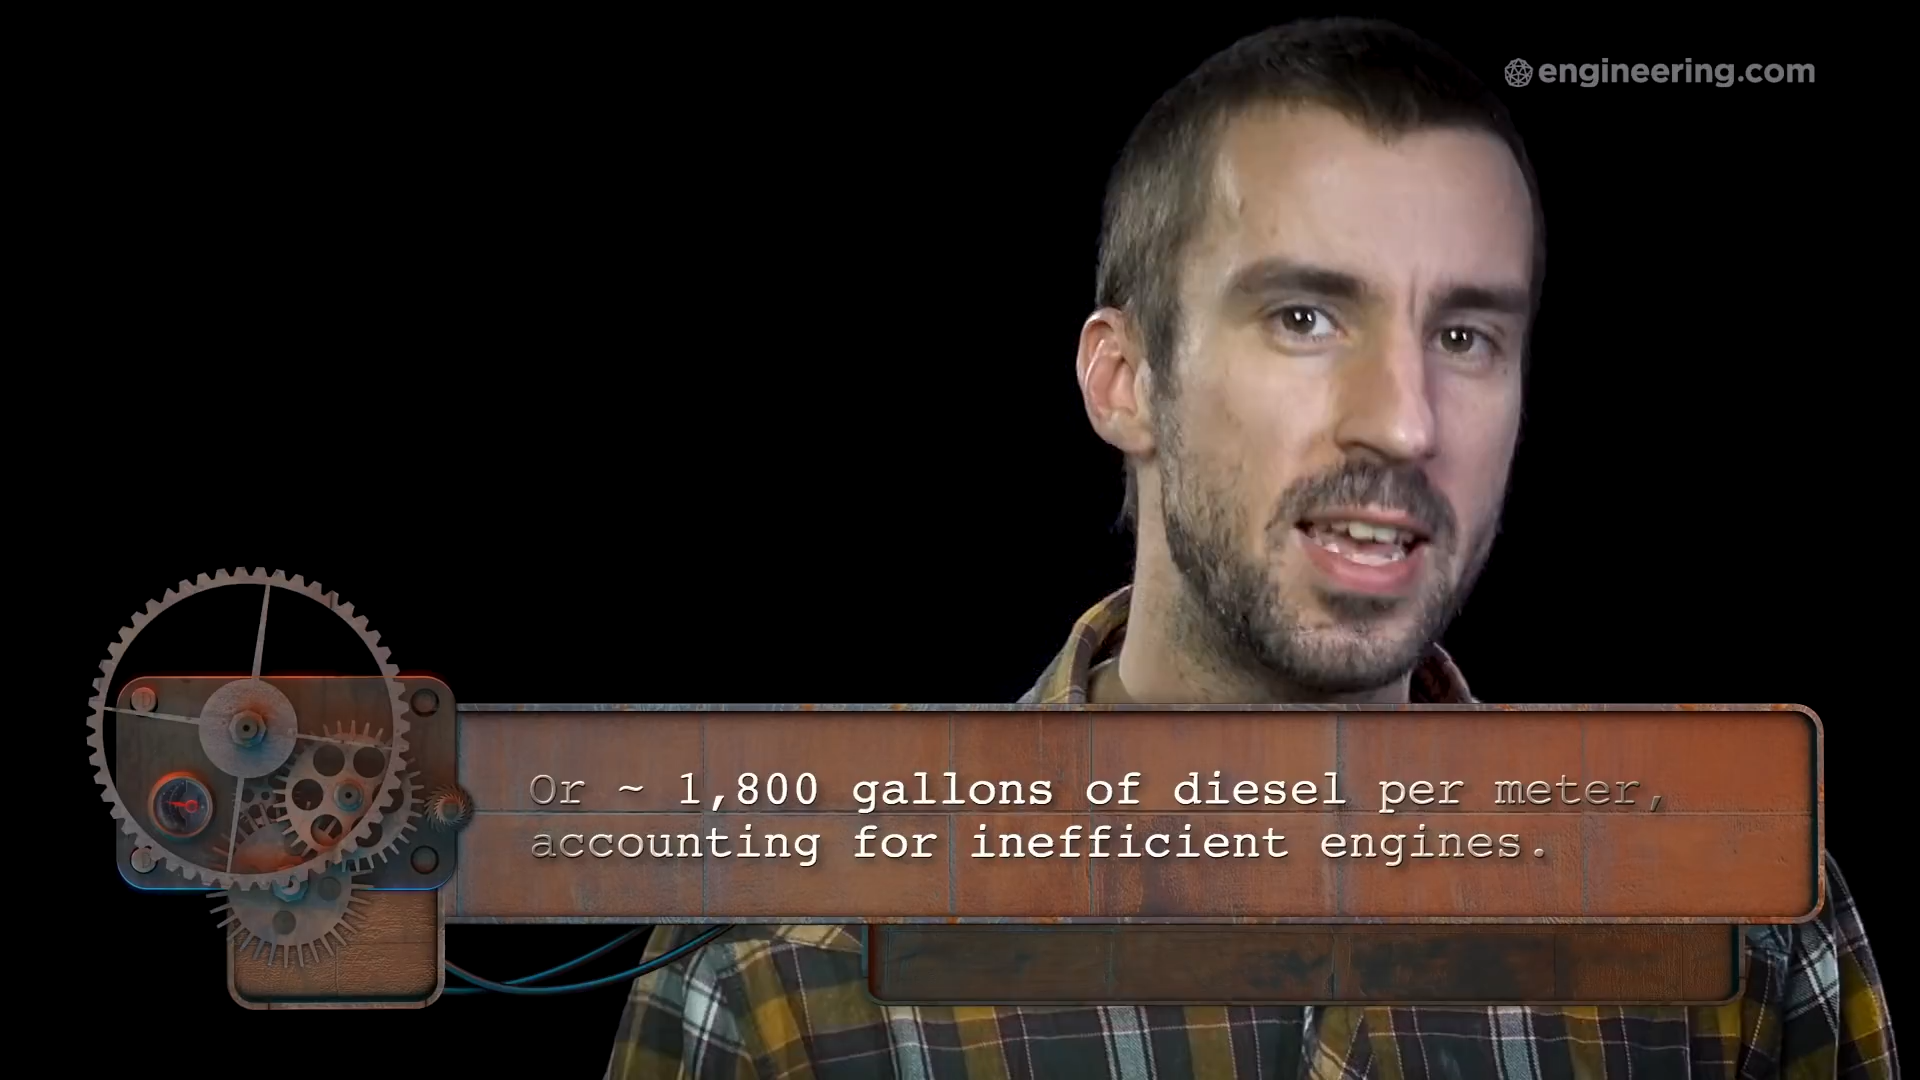 engineering.com
Or ~ 1,800 gallons of diesel per meter,
accounting for inefficient engines.